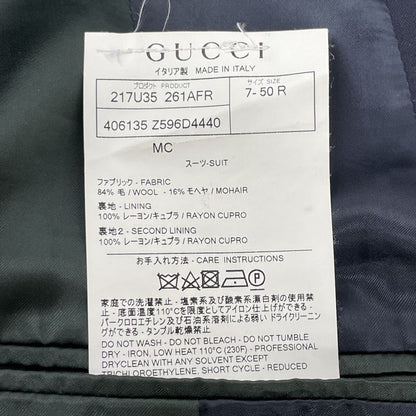 GUCCI
イタリア製 MADE IN ITALY
プロダクト PRODUCT
217U35 261AFR
サイズ SIZE
7- 50 R
406135 Z596D4440
MC
スーツ-SUIT
ファブリック - FABRIC
84% 毛 / WOOL - 16% モヘヤ / MOHAIR
裏地 - LINING
100% レーヨン/キュプラ / RAYON CUPRO
裏地2 - SECOND LINING
100% レーヨン/キュプラ / RAYON CUPRO
お手入れ方法 - CARE INSTRUCTIONS
P
家庭での洗濯禁止 - 塩素系及び酸素系漂白剤の使用禁
止 - 底面温度110°Cを限度としてアイロン仕上げができる -
パークロロエチレン及び石油系溶剤による弱いドライクリーニン
グができる - タンブル乾燥禁止
DO NOT WASH - DO NOT BLEACH - DO NOT TUMBLE
DRY - IRON, LOW HEAT 110°C (230F) - PROFESSIONAL
DRYCLEAN WITH ANY SOLVENT EXCEPT
TRICHLOROETHYLENE, SHORT CYCLE - REDUCED